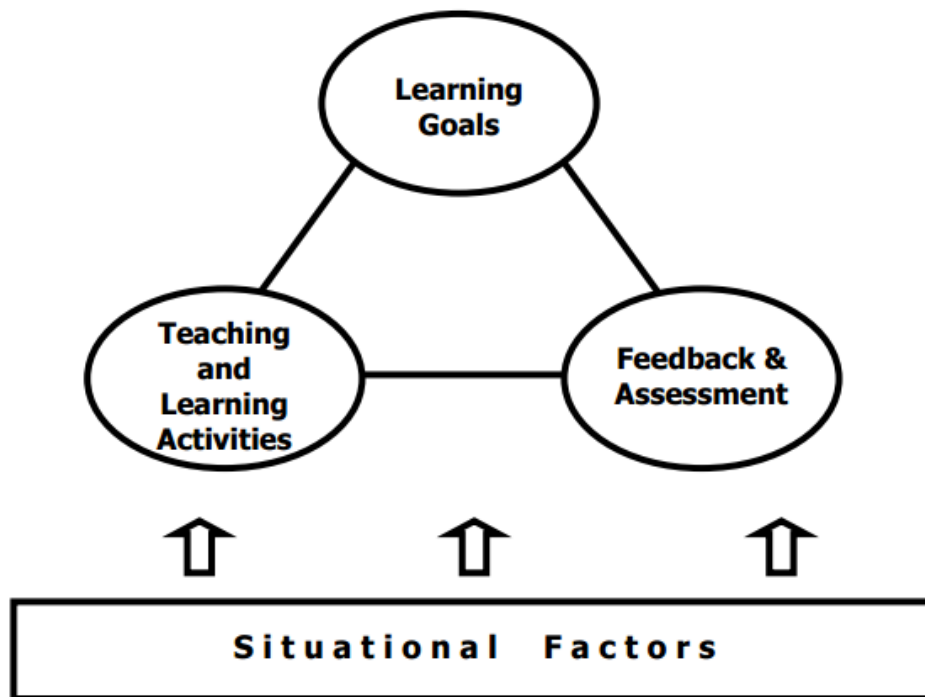 Learning
Goals
Teaching
and
Learning
Activities
Feedback &
Assessment
Situational Factors